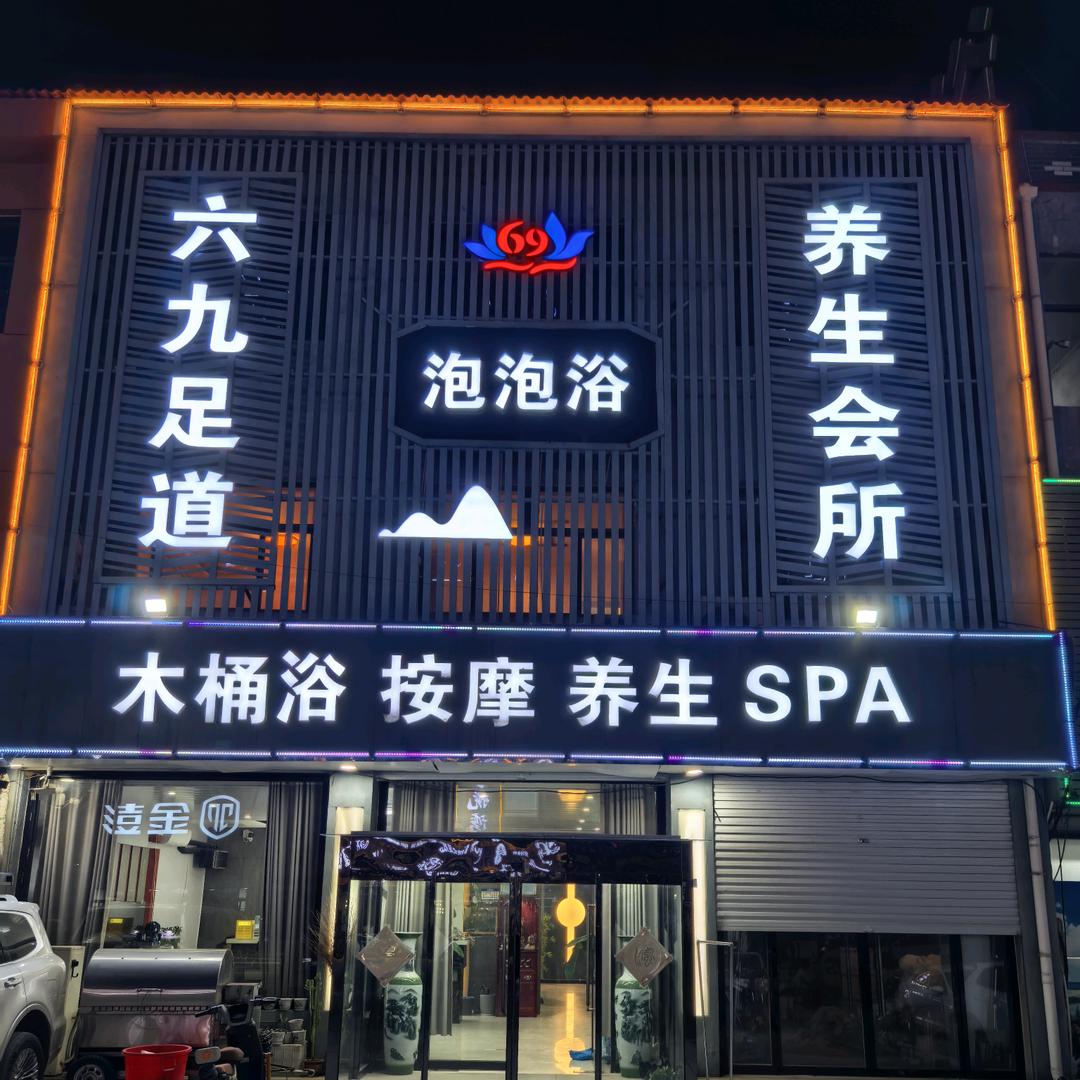 六九足道
69
泡泡浴
养生会所
木桶浴 按摩 养生SPA